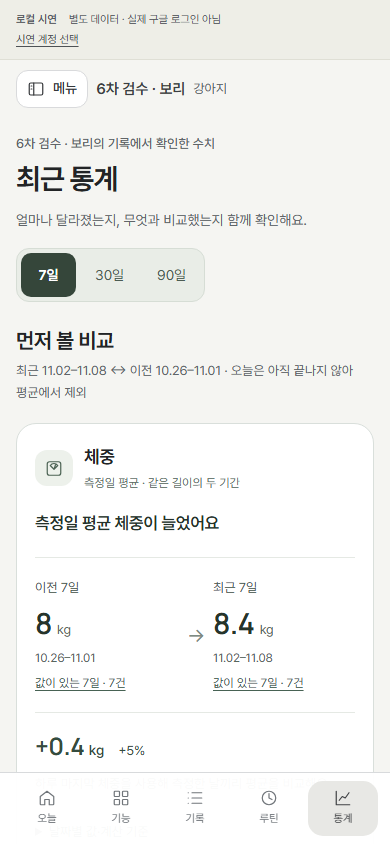 로컬 시연 별도 데이터 · 실제 구글 로그인 아님
시연 계정 선택
메뉴 6차 검수 · 보리 강아지
6차 검수 · 보리의 기록에서 확인한 수치
최근 통계
얼마나 달라졌는지, 무엇과 비교했는지 함께 확인해요.
7일 30일 90일
먼저 볼 비교
최근 11.02–11.08 ↔ 이전 10.26–11.01 · 오늘은 아직 끝나지 않아
평균에서 제외
체중
측정일 평균 · 같은 길이의 두 기간
측정일 평균 체중이 늘었어요
이전 7일 최근 7일
8 kg → 8.4 kg
10.26–11.01 11.02–11.08
값이 있는 7일 · 7건 값이 있는 7일 · 7건
+0.4 kg +5%
오늘 기능 기록 루틴 통계